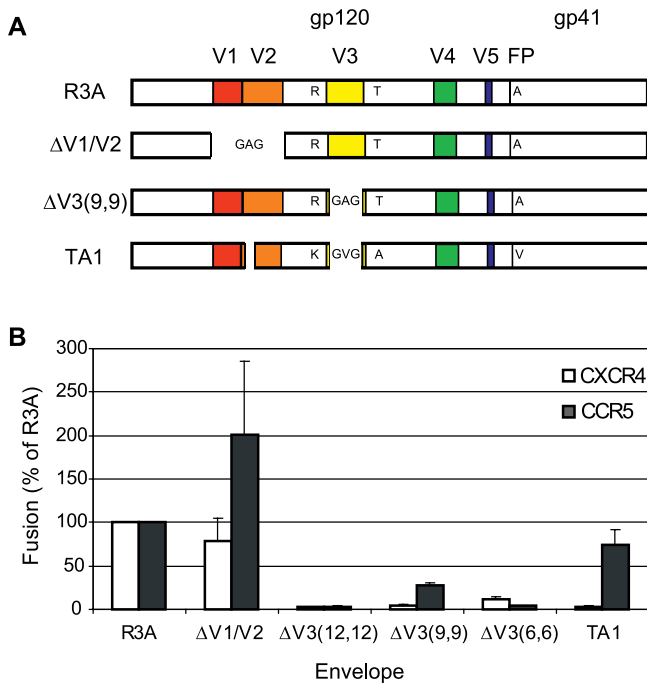 gp120 gp41
A
V1 V2 V3 V4 V5 FP
R3A R T A
ΔV1/V2 GAG R T A
ΔV3(9,9) R GAG T A
TA1 K GVG A V
B
300
250
200
150
100
50
0
Fusion (% of R3A)
CXCR4
CCR5
R3A ΔV1/V2 ΔV3(12,12) ΔV3(9,9) ΔV3(6,6) TA1
Envelope